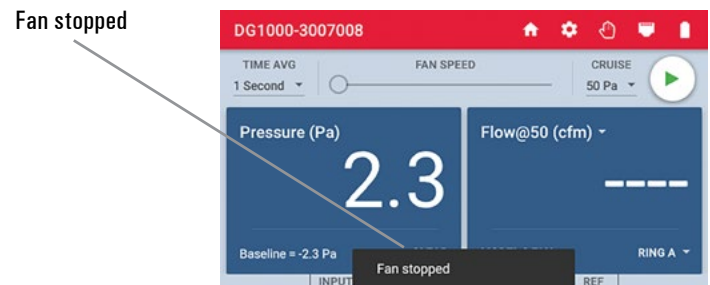 Fan stopped
DG1000-3007008
TIME AVG
FAN SPEED
CRUISE
1 Second
50 Pa
Pressure (Pa)
Flow@50 (cfm)
2.3
----
Baseline = -2.3 Pa
RING A
Fan stopped
INPUT
REF